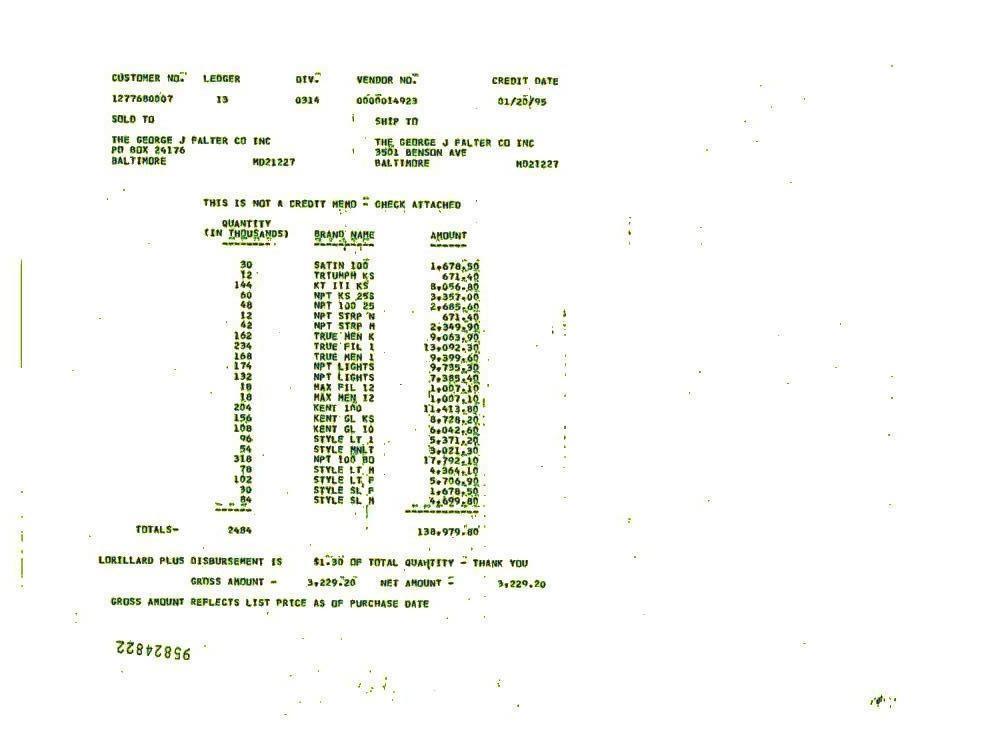 CUSTOMER NO. LEDGER DIV. VENDOR NO. CREDIT DATE
1277680007 13 0314 0000014923 01/20/95
SOLD TO SHIP TO
THE GEORGE J FALTER CO INC THE GEORGE J FALTER CO INC
PO BOX 24176 3501 BENSON AVE
BALTIMORE MD21227 BALTIMORE MD21227
THIS IS NOT A CREDIT MEMO - CHECK ATTACHED
QUANTITY
(IN THOUSANDS) BRAND NAME AMOUNT
30 SATIN 100 1,678.50
12 TRIUMPH KS 671.40
144 KT III KS 8,056.80
60 NPT KS 25S 3,357.00
48 NPT 100 25 2,685.60
12 NPT STRP N 671.40
42 NPT STRP M 2,349.90
162 TRUE MEN K 9,063.90
234 TRUE FIL 1 13,092.30
168 TRUE MEN 1 9,399.60
174 NPT LIGHTS 9,735.30
132 NPT LIGHTS 7,385.40
18 MAX FIL 12 1,007.10
18 MAX MEN 12 1,007.10
204 KENT 100 11,413.80
156 KENT GL KS 8,728.20
108 KENT GL 10 6,042.60
96 STYLE LT 1 5,371.20
54 STYLE MNLT 3,021.30
318 NPT 100 BO 17,792.10
78 STYLE LT M 4,364.10
102 STYLE LT F 5,706.90
30 STYLE SL F 1,678.50
84 STYLE SL M 4,699.80
TOTALS- 2484 138,979.80
LORILLARD PLUS DISBURSEMENT IS $1.30 OF TOTAL QUANTITY - THANK YOU
GROSS AMOUNT - 3,229.20 NET AMOUNT - 3,229.20
GROSS AMOUNT REFLECTS LIST PRICE AS OF PURCHASE DATE
95824822